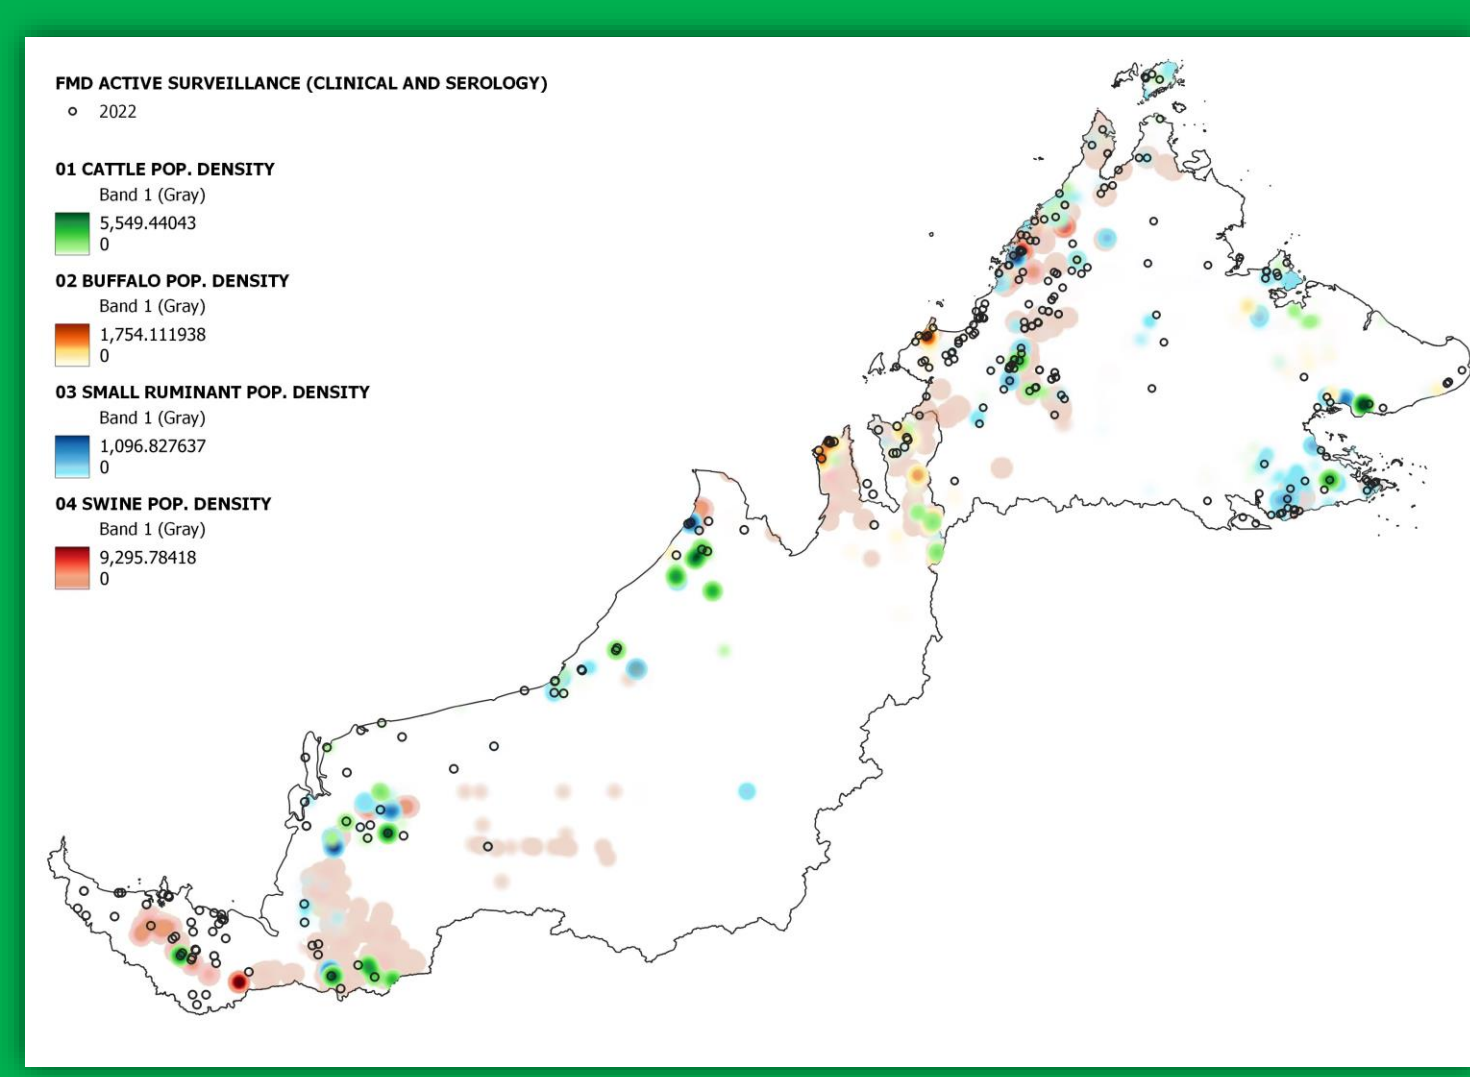 FMD ACTIVE SURVEILLANCE (CLINICAL AND SEROLOGY)
2022
01 CATTLE POP. DENSITY
Band 1 (Gray)
5,549.44043
0
02 BUFFALO POP. DENSITY
Band 1 (Gray)
1,754.111938
0
03 SMALL RUMINANT POP. DENSITY
Band 1 (Gray)
1,096.827637
0
04 SWINE POP. DENSITY
Band 1 (Gray)
9,295.78418
0